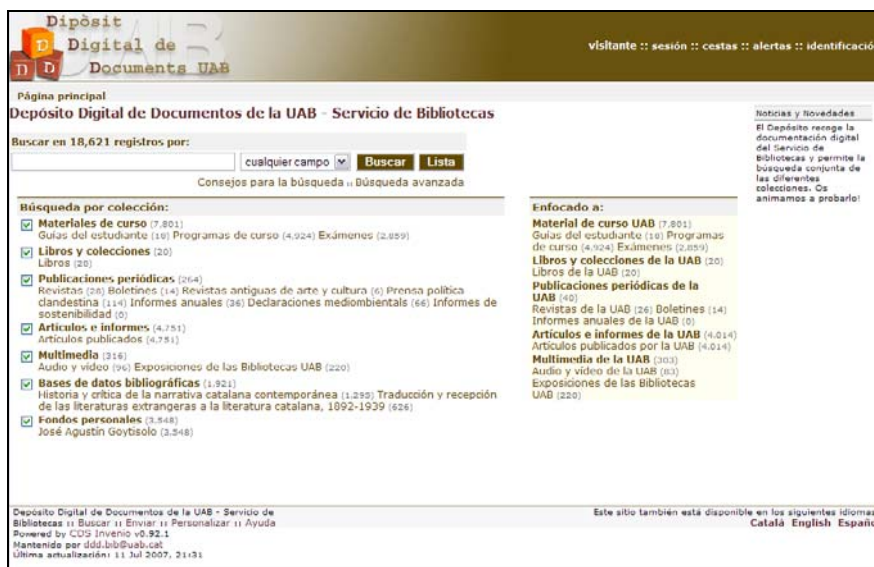 Dipòsit
Digital de
Documents UAB
visitante :: sesión :: cestas :: alertas :: identificació
Página principal
Depósito Digital de Documentos de la UAB - Servicio de Bibliotecas
Buscar en 18,621 registros por:
cualquier campo Buscar Lista
Consejos para la búsqueda :: Búsqueda avanzada
Búsqueda por colección:
Materiales de curso (7.801)
Guías del estudiante (18) Programas de curso (4,924) Exámenes (2,859)
Libros y colecciones (20)
Libros (20)
Publicaciones periódicas (264)
Revistas (28) Boletines (14) Revistas antiguas de arte y cultura (6) Prensa política
clandestina (114) Informes anuales (36) Declaraciones mediombientals (66) Informes de
sostenibilidad (0)
Artículos e informes (4.751)
Artículos publicados (4.751)
Multimedia (316)
Audio y vídeo (96) Exposiciones de las Bibliotecas UAB (220)
Bases de datos bibliográficas (1.921)
Historia y crítica de la narrativa catalana contemporánea (1.295) Traducción y recepción
de las literaturas extrangeras a la literatura catalana, 1892-1939 (626)
Fondos personales (3.548)
José Agustín Goytisolo (3.548)
Enfocado a:
Material de curso UAB (7.801)
Guías del estudiante (18) Programas
de curso (4,924) Exámenes (2,859)
Libros y colecciones de la UAB (20)
Libros de la UAB (20)
Publicaciones periódicas de la
UAB (40)
Revistas de la UAB (26) Boletines (14)
Informes anuales de la UAB (0)
Artículos e informes de la UAB (4.014)
Artículos publicados por la UAB (4.014)
Multimedia de la UAB (303)
Audio y vídeo de la UAB (83)
Exposiciones de las Bibliotecas
UAB (220)
Noticias y Novedades
El Depósito recoge la
documentación digital
del Servicio de
Bibliotecas y permite la
búsqueda conjunta de
las diferentes
colecciones. Os
animamos a probarlo!
Depósito Digital de Documentos de la UAB - Servicio de
Bibliotecas :: Buscar :: Enviar :: Personalizar :: Ayuda
Powered by CDS Invenio v0.92.1
Mantenido por ddd.bib@uab.cat
Última actualización: 11 Jul 2007, 21:31
Este sitio también está disponible en los siguientes idiomas
Català English Españo